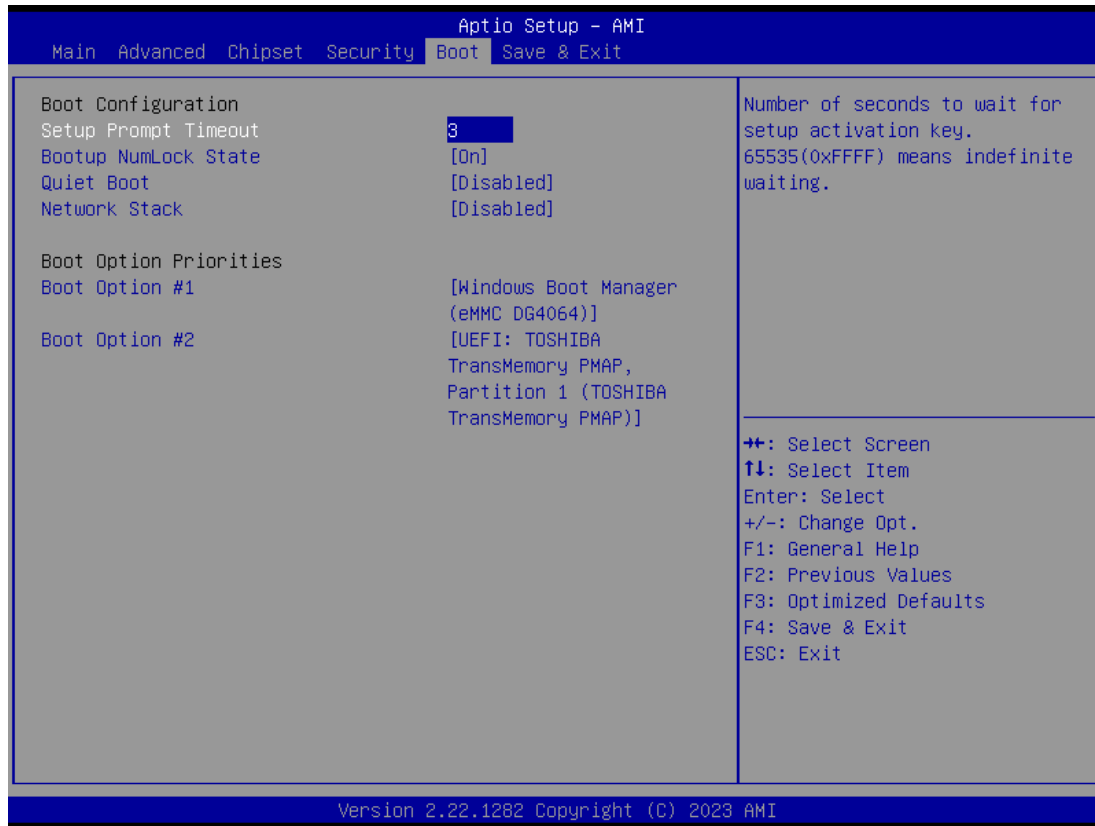 Aptio Setup – AMI
Main Advanced Chipset Security Boot Save & Exit
Boot Configuration
Setup Prompt Timeout 3
Bootup NumLock State [On]
Quiet Boot [Disabled]
Network Stack [Disabled]
Boot Option Priorities
Boot Option #1 [Windows Boot Manager
(eMMC DG4064)]
Boot Option #2 [UEFI: TOSHIBA
TransMemory PMAP,
Partition 1 (TOSHIBA
TransMemory PMAP)]
Number of seconds to wait for
setup activation key.
65535(0xFFFF) means indefinite
waiting.
→←: Select Screen
↑↓: Select Item
Enter: Select
+/-: Change Opt.
F1: General Help
F2: Previous Values
F3: Optimized Defaults
F4: Save & Exit
ESC: Exit
Version 2.22.1282 Copyright (C) 2023 AMI